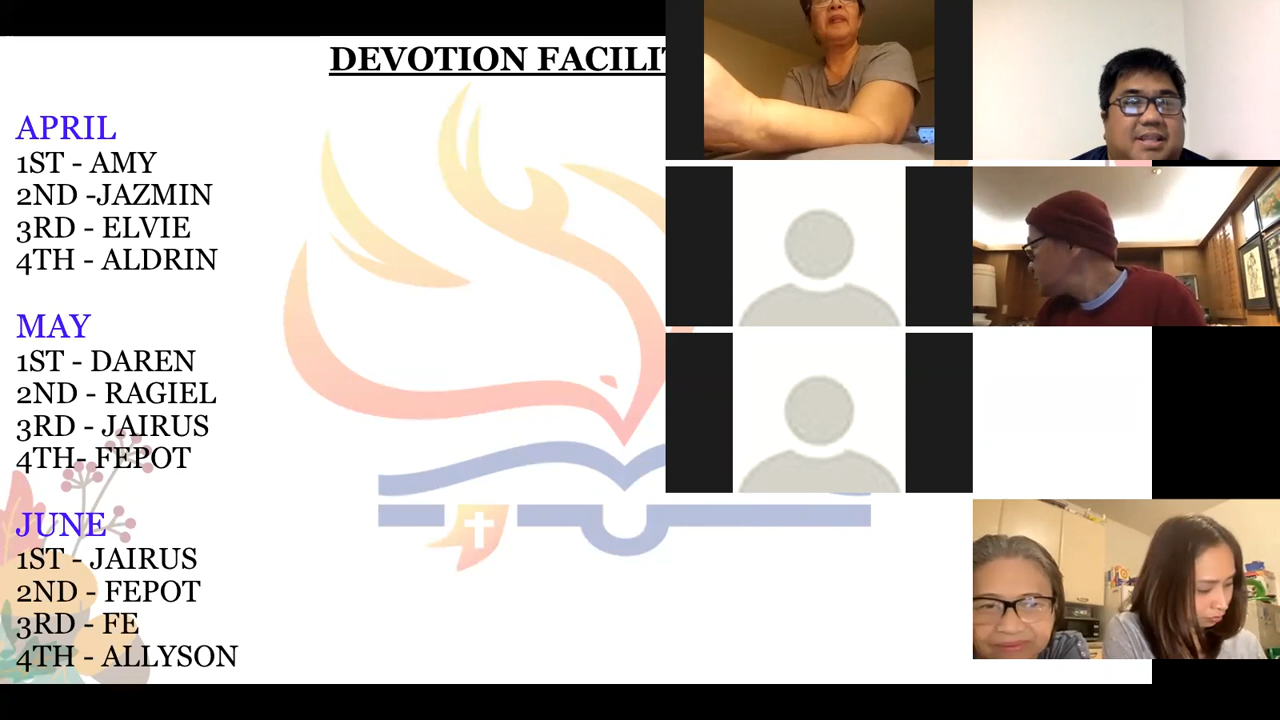 DEVOTION FACILIT
APRIL
1ST - AMY
2ND -JAZMIN
3RD - ELVIE
4TH - ALDRIN
MAY
1ST - DAREN
2ND - RAGIEL
3RD - JAIRUS
4TH- FEPOT
JUNE
1ST - JAIRUS
2ND - FEPOT
3RD - FE
4TH - ALLYSON